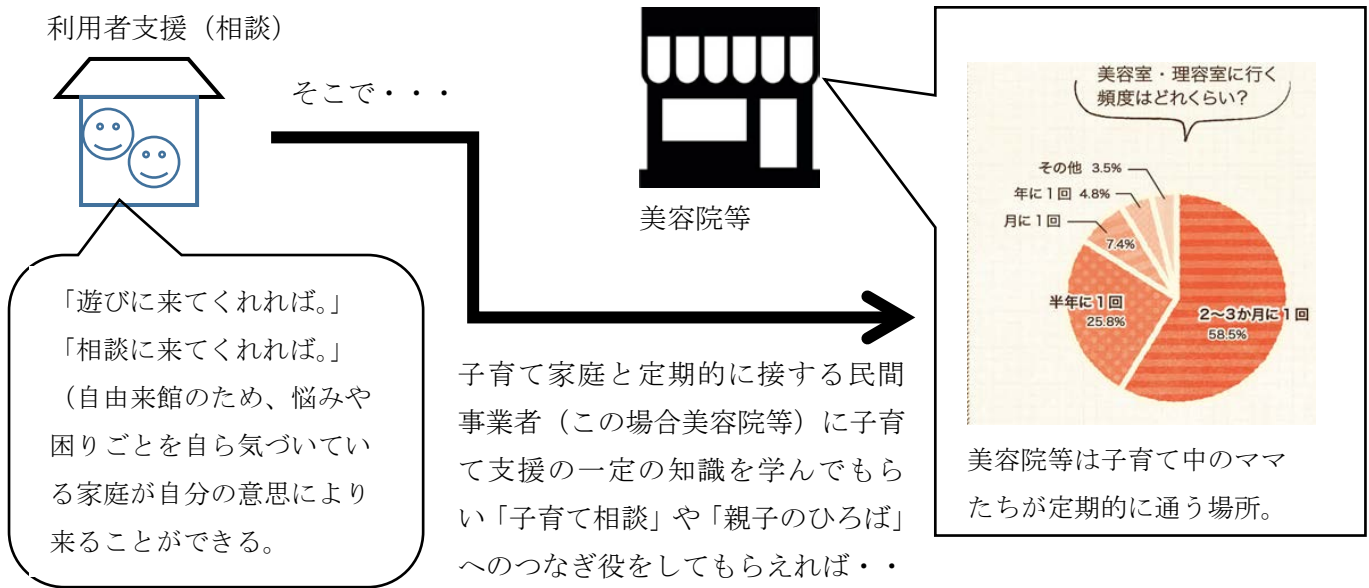 利用者支援（相談）
そこで・・・
「遊びに来てくれれば。」
「相談に来てくれれば。」
（自由来館のため、悩みや
困りごとを自ら気づいてい
る家庭が自分の意思により
来ることができる。
美容院等
子育て家庭と定期的に接する民間
事業者（この場合美容院等）に子育
て支援の一定の知識を学んでもら
い「子育て相談」や「親子のひろば」
へのつなぎ役をしてもらえれば・・
美容室・理容室に行く
頻度はどれくらい?
その他 3.5%
年に1回 4.8%
月に1回
7.4%
半年に1回
25.8%
2〜3か月に1回
58.5%
美容院等は子育て中のママ
たちが定期的に通う場所。